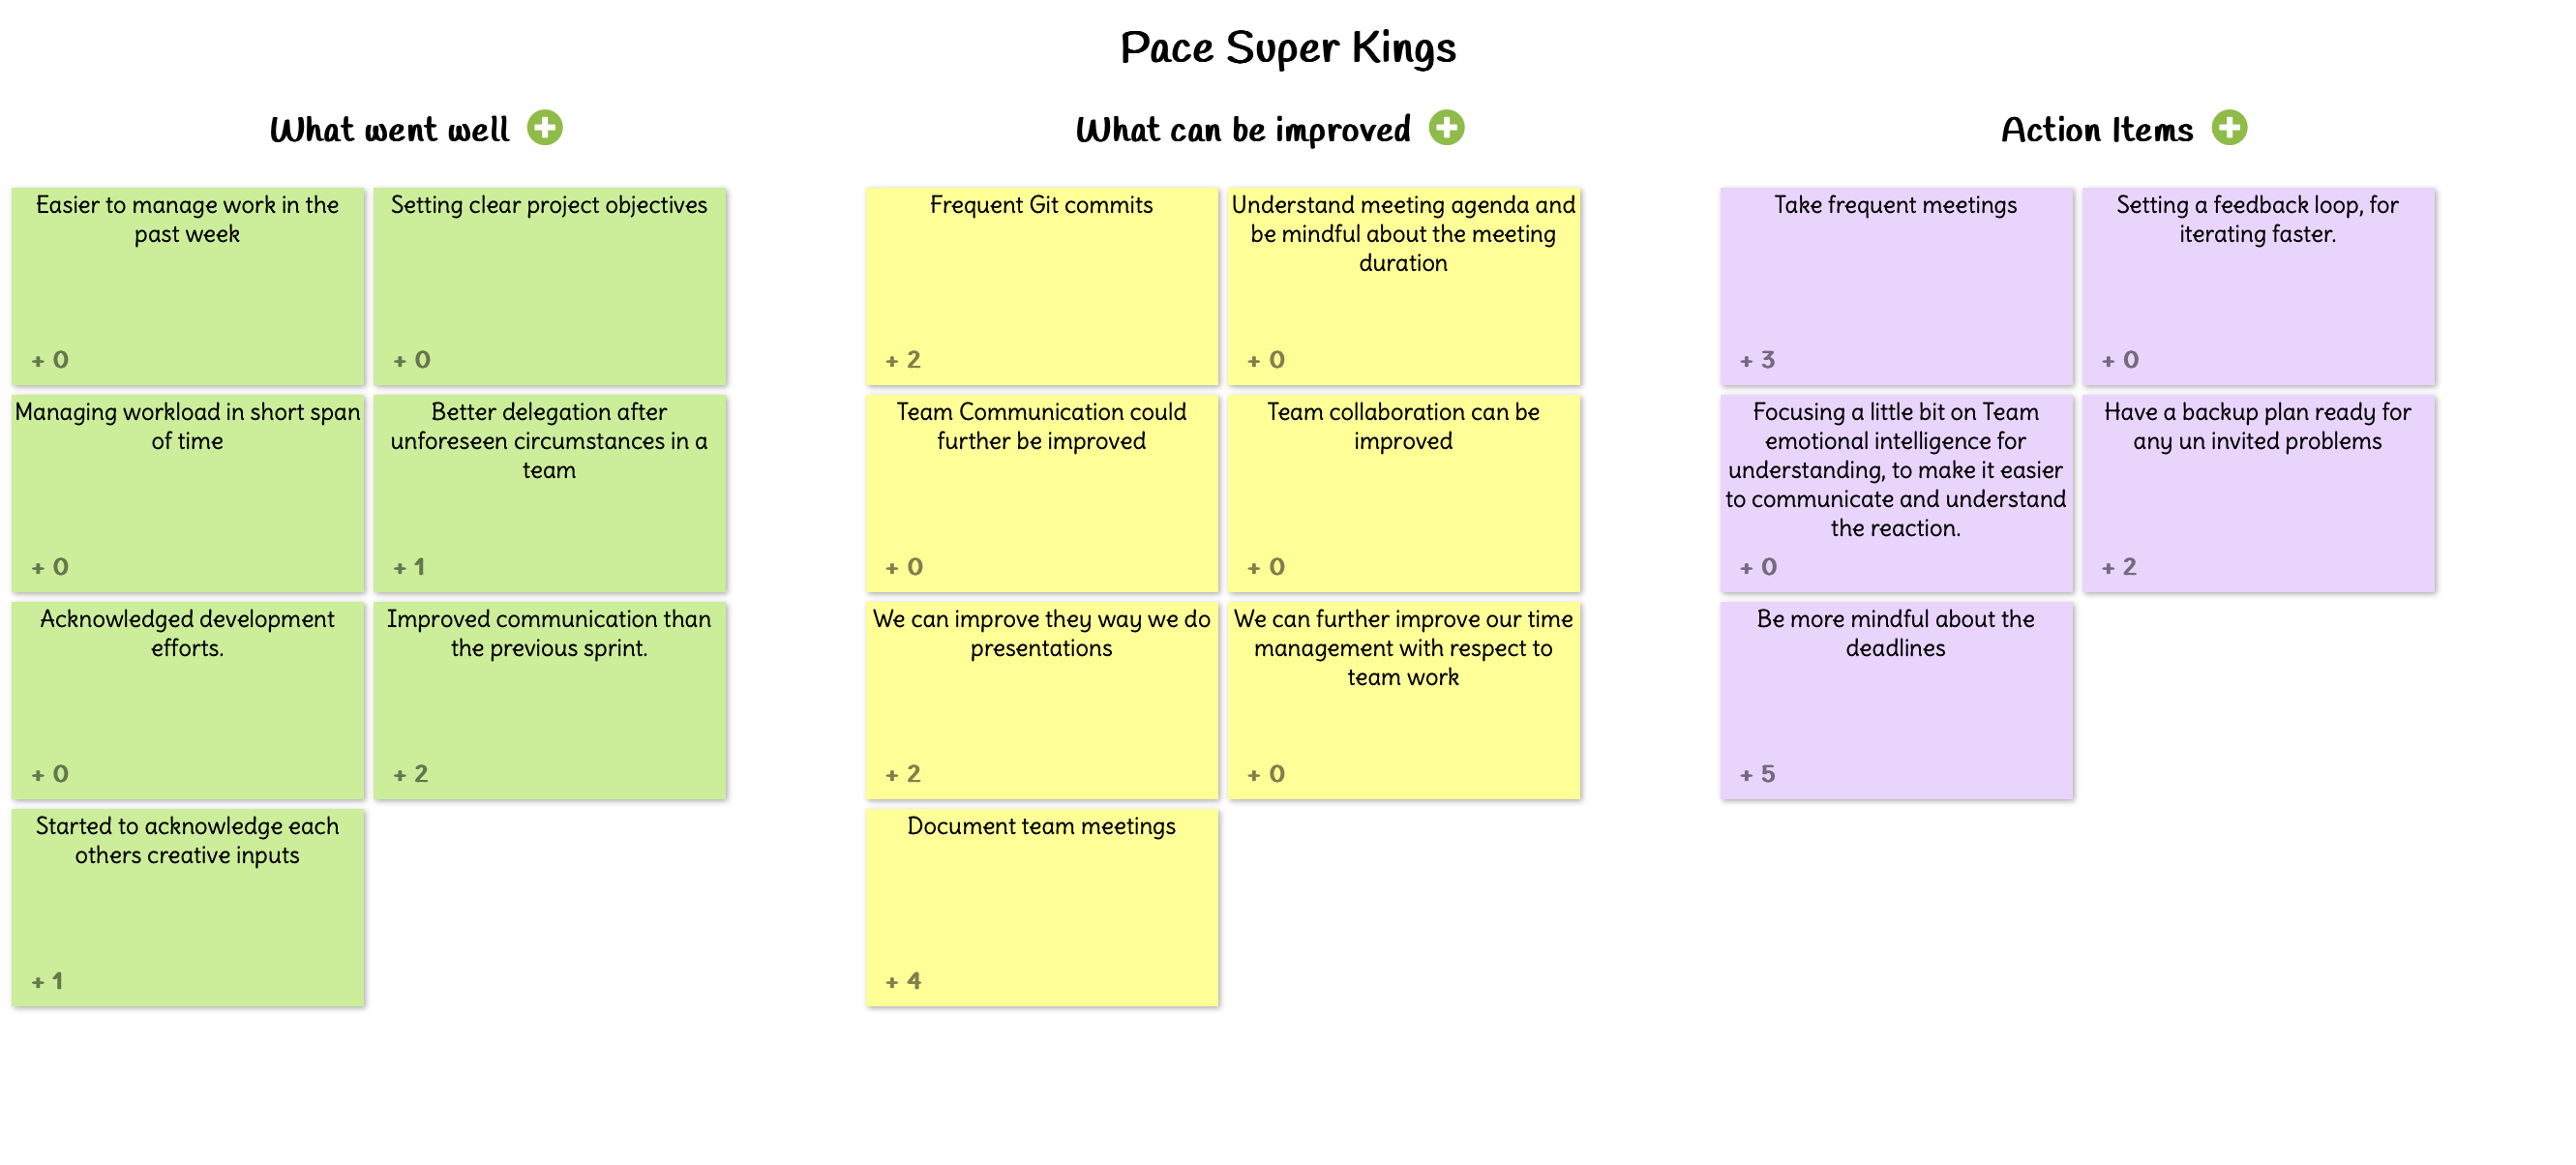 Pace Super Kings
What went well
Easier to manage work in the
past week
+ 0
Setting clear project objectives
+ 0
Managing workload in short span
of time
+ 0
Better delegation after
unforeseen circumstances in a
team
+ 1
Acknowledged development
efforts.
+ 0
Improved communication than
the previous sprint.
+ 2
Started to acknowledge each
others creative inputs
+ 1
What can be improved
Frequent Git commits
+ 2
Understand meeting agenda and
be mindful about the meeting
duration
+ 0
Team Communication could
further be improved
+ 0
Team collaboration can be
improved
+ 0
We can improve they way we do
presentations
+ 2
We can further improve our time
management with respect to
team work
+ 0
Document team meetings
+ 4
Action Items
Take frequent meetings
+ 3
Setting a feedback loop, for
iterating faster.
+ 0
Focusing a little bit on Team
emotional intelligence for
understanding, to make it easier
to communicate and understand
the reaction.
+ 0
Have a backup plan ready for
any un invited problems
+ 2
Be more mindful about the
deadlines
+ 5